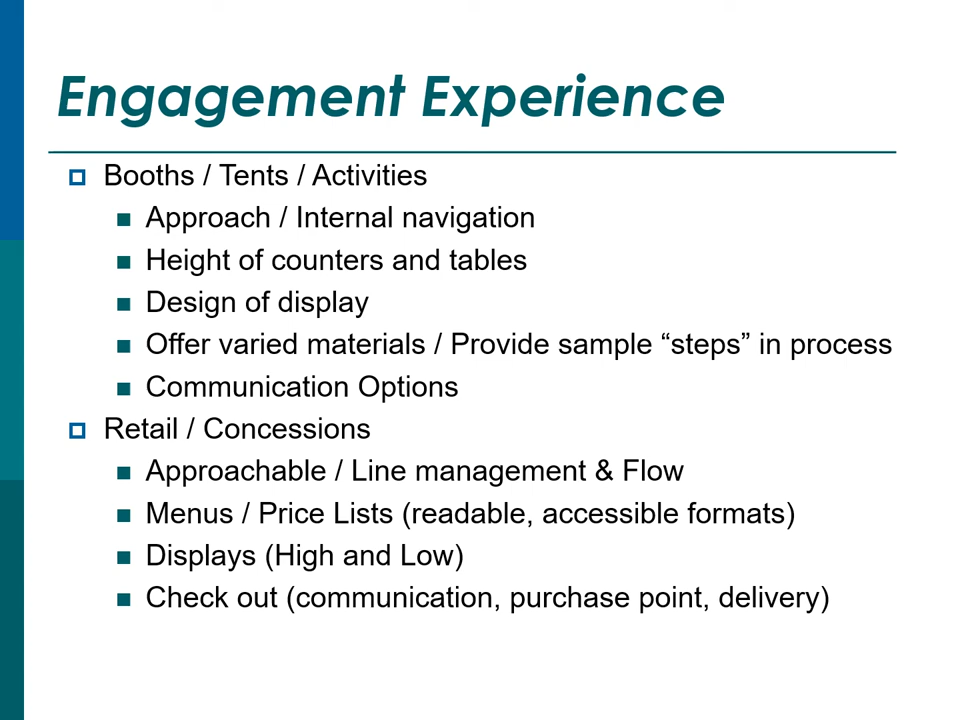 Engagement Experience
Booths / Tents / Activities
Approach / Internal navigation
Height of counters and tables
Design of display
Offer varied materials / Provide sample “steps” in process
Communication Options
Retail / Concessions
Approachable / Line management & Flow
Menus / Price Lists (readable, accessible formats)
Displays (High and Low)
Check out (communication, purchase point, delivery)